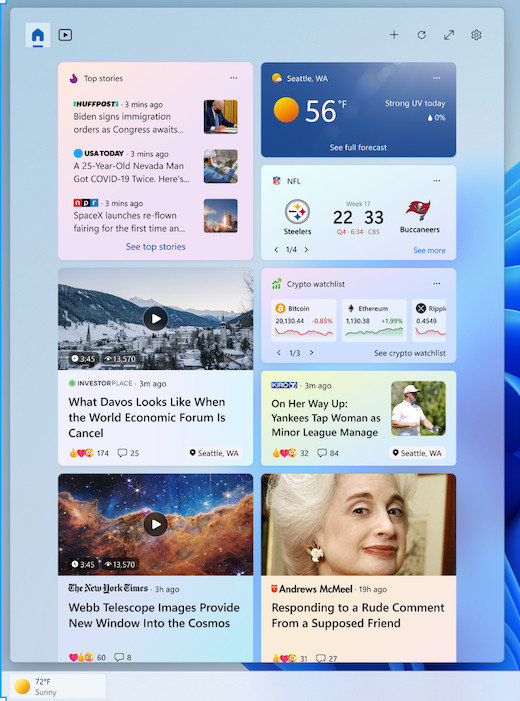 Top stories
HUFFPOST · 3 mins ago
Biden signs immigration
orders as Congress awaits...
USA TODAY · 3 mins ago
A 25-Year-Old Nevada Man
Got COVID-19 Twice. Here's...
npr · 3 mins ago
SpaceX launches re-flown
fairing for the first time an...
See top stories
Seattle, WA
56 °F
Strong UV today
0%
See full forecast
NFL
Steelers
Week 17
22 33
Q4 · 6:34 · CBS
Buccaneers
1/4
See more
3:45 13,570
INVESTORPLACE · 3m ago
What Davos Looks Like When
the World Economic Forum Is
Cancel
174 25 Seattle, WA
Crypto watchlist
Bitcoin
20,130.44 -0.85%
Ethereum
1,130.38 +1.99%
Ripple
0.4549
1/3
See crypto watchlist
KIRO 7 · 3m ago
On Her Way Up:
Yankees Tap Woman as
Minor League Manage
32 84 Seattle, WA
3:45 13,570
The New York Times · 3h ago
Webb Telescope Images Provide
New Window Into the Cosmos
60 8
Andrews McMeel · 19h ago
Responding to a Rude Comment
From a Supposed Friend
31 27
72°F
Sunny